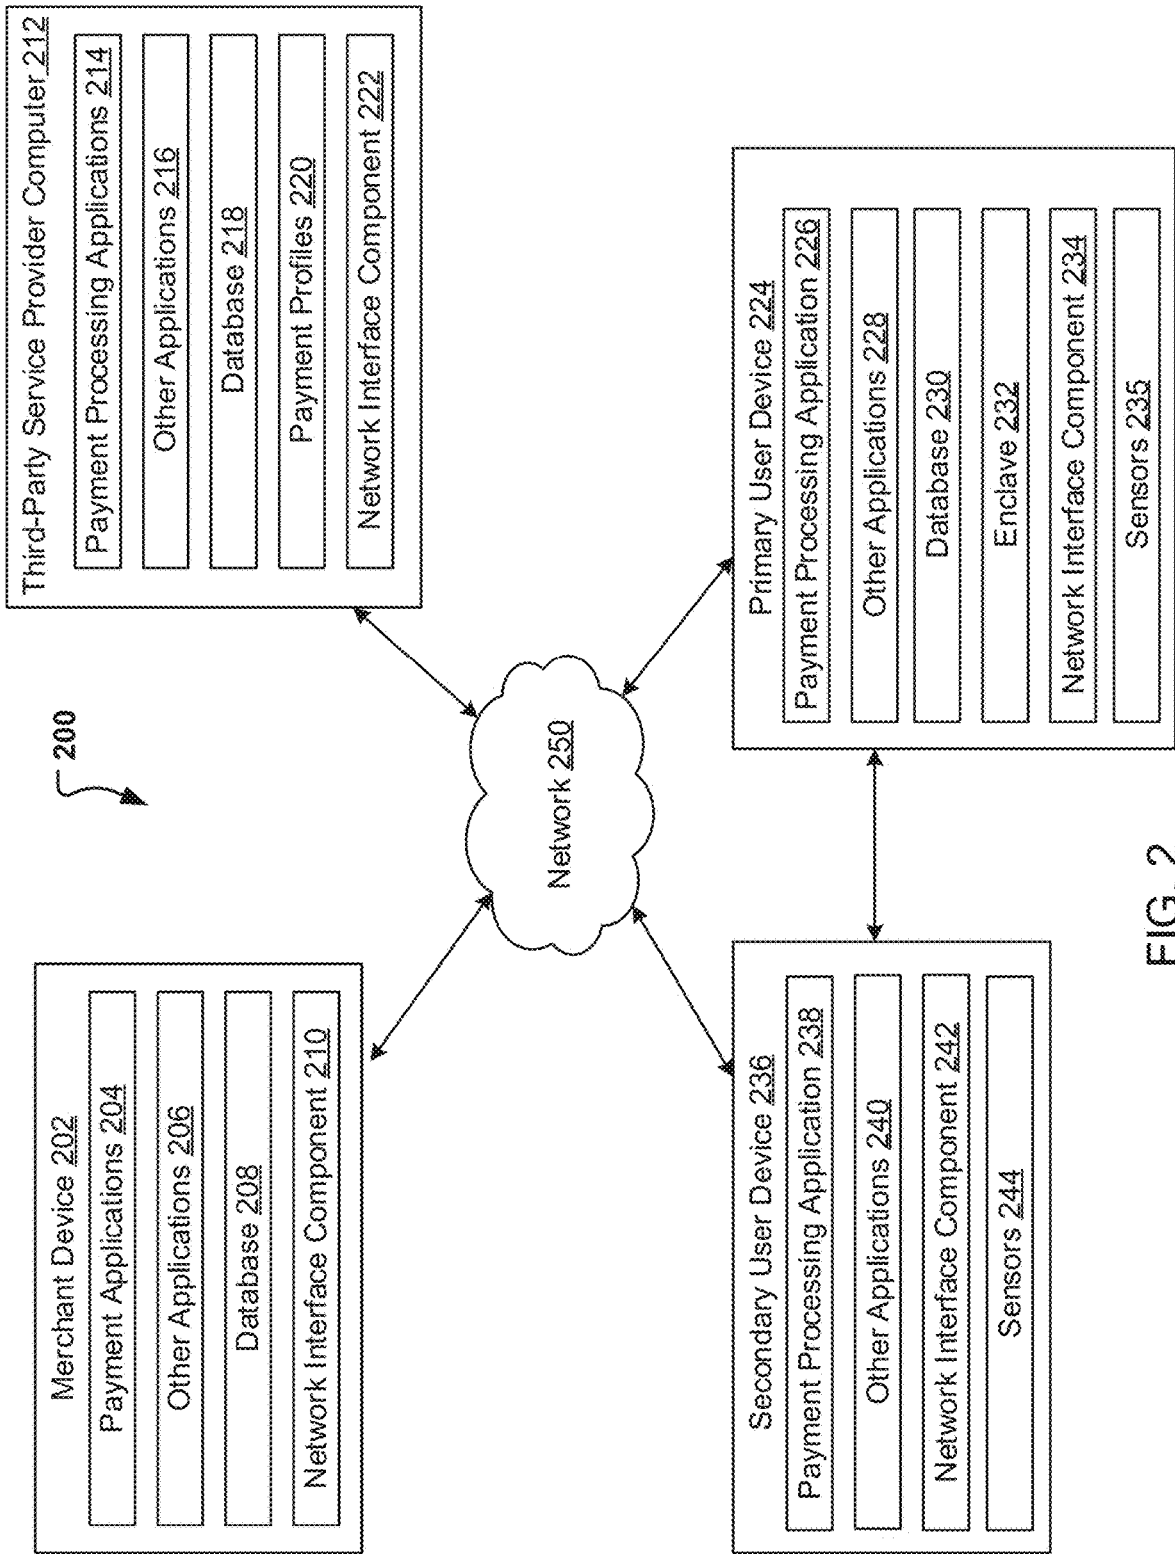 200
Merchant Device 202
Payment Applications 204
Other Applications 206
Database 208
Network Interface Component 210
Third-Party Service Provider Computer 212
Payment Processing Applications 214
Other Applications 216
Database 218
Payment Profiles 220
Network Interface Component 222
Network 250
Secondary User Device 236
Payment Processing Application 238
Other Applications 240
Network Interface Component 242
Sensors 244
Primary User Device 224
Payment Processing Application 226
Other Applications 228
Database 230
Enclave 232
Network Interface Component 234
Sensors 235
FIG. 2